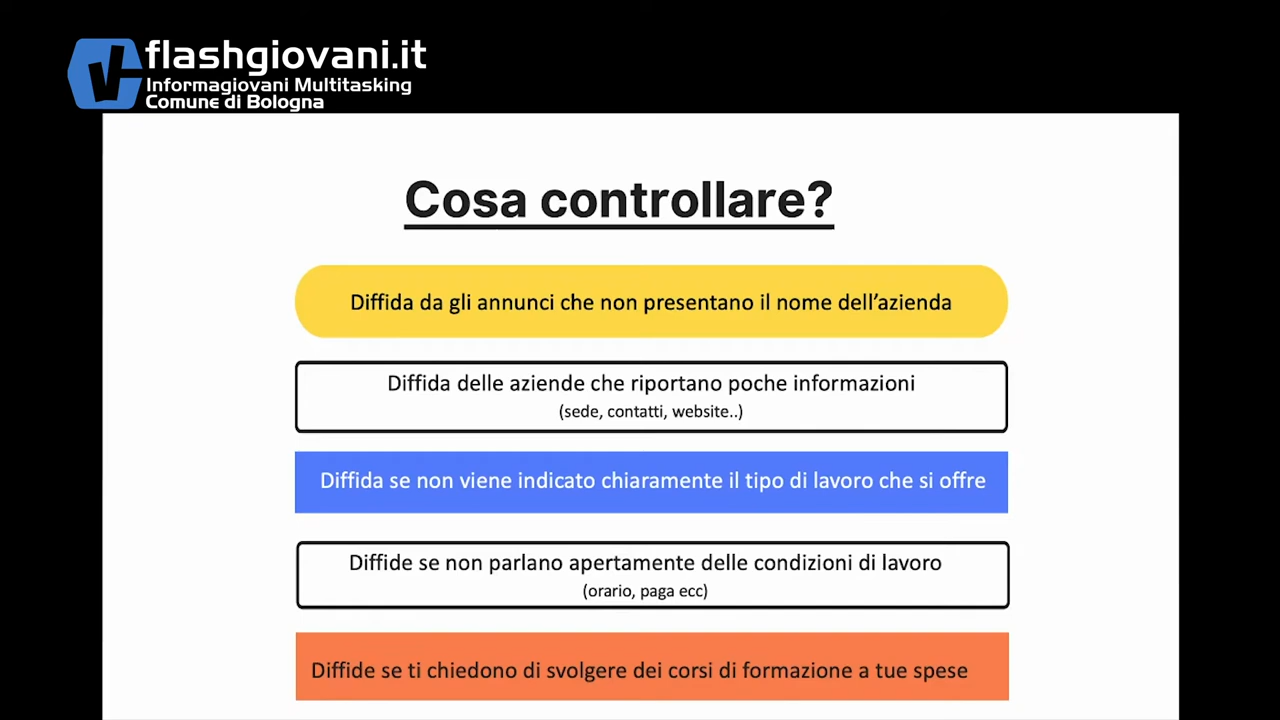 flashgiovani.it
Informagiovani Multitasking
Comune di Bologna
Cosa controllare?
Diffida da gli annunci che non presentano il nome dell’azienda
Diffida delle aziende che riportano poche informazioni
(sede, contatti, website..)
Diffida se non viene indicato chiaramente il tipo di lavoro che si offre
Diffide se non parlano apertamente delle condizioni di lavoro
(orario, paga ecc)
Diffide se ti chiedono di svolgere dei corsi di formazione a tue spese